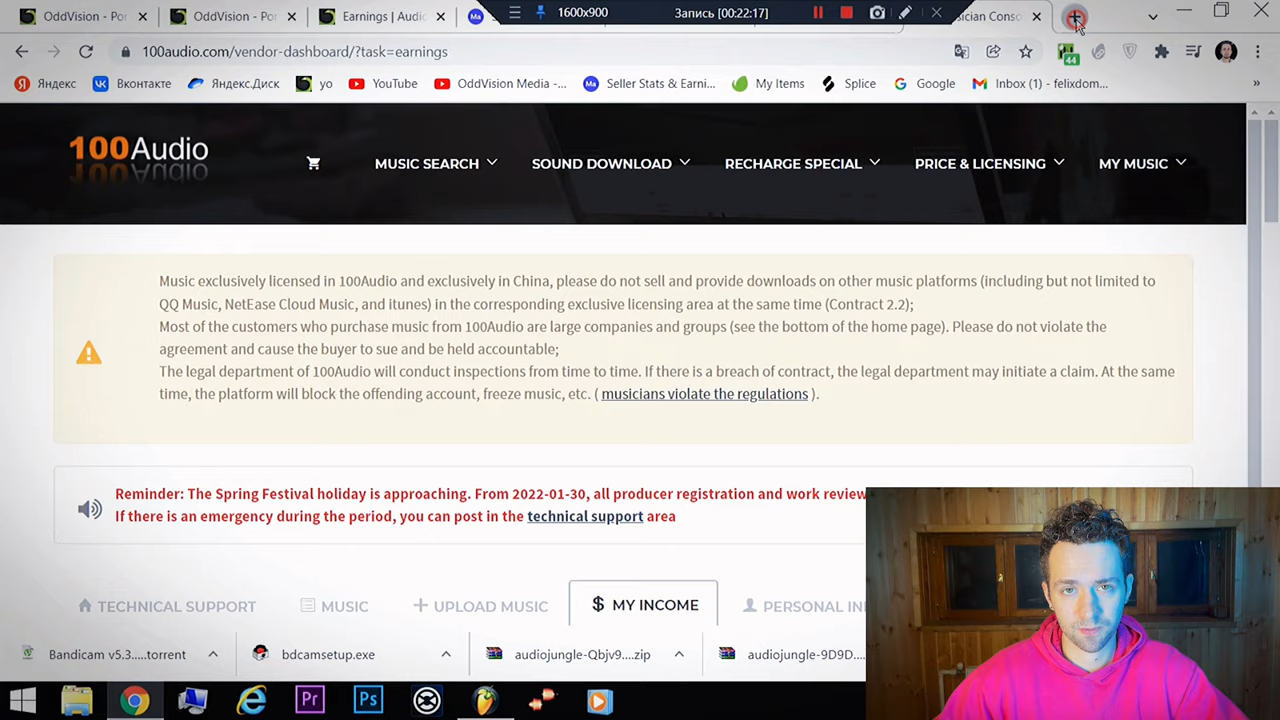 OddVision - Por
OddVision - Por
Earnings | Audio
1600x900
Запись [00:22:17]
100audio.com/vendor-dashboard/?task=earnings
44
Яндекс
Вконтакте
Яндекс.Диск
yo
YouTube
OddVision Media -...
Ma
Seller Stats & Earni...
My Items
Splice
Google
Inbox (1) - felixdom...
100Audio
MUSIC SEARCH
SOUND DOWNLOAD
RECHARGE SPECIAL
PRICE & LICENSING
MY MUSIC
Music exclusively licensed in 100Audio and exclusively in China, please do not sell and provide downloads on other music platforms (including but not limited to
QQ Music, NetEase Cloud Music, and itunes) in the corresponding exclusive licensing area at the same time (Contract 2.2);
Most of the customers who purchase music from 100Audio are large companies and groups (see the bottom of the home page). Please do not violate the
agreement and cause the buyer to sue and be held accountable;
The legal department of 100Audio will conduct inspections from time to time. If there is a breach of contract, the legal department may initiate a claim. At the same
time, the platform will block the offending account, freeze music, etc. ( musicians violate the regulations ).
Reminder: The Spring Festival holiday is approaching. From 2022-01-30, all producer registration and work review
If there is an emergency during the period, you can post in the technical support area
TECHNICAL SUPPORT
MUSIC
UPLOAD MUSIC
$ MY INCOME
PERSONAL IN
Bandicam v5.3.....torrent
bdcamsetup.exe
audiojungle-Qbjv9....zip
audiojungle-9D9D...
Pr
Ps